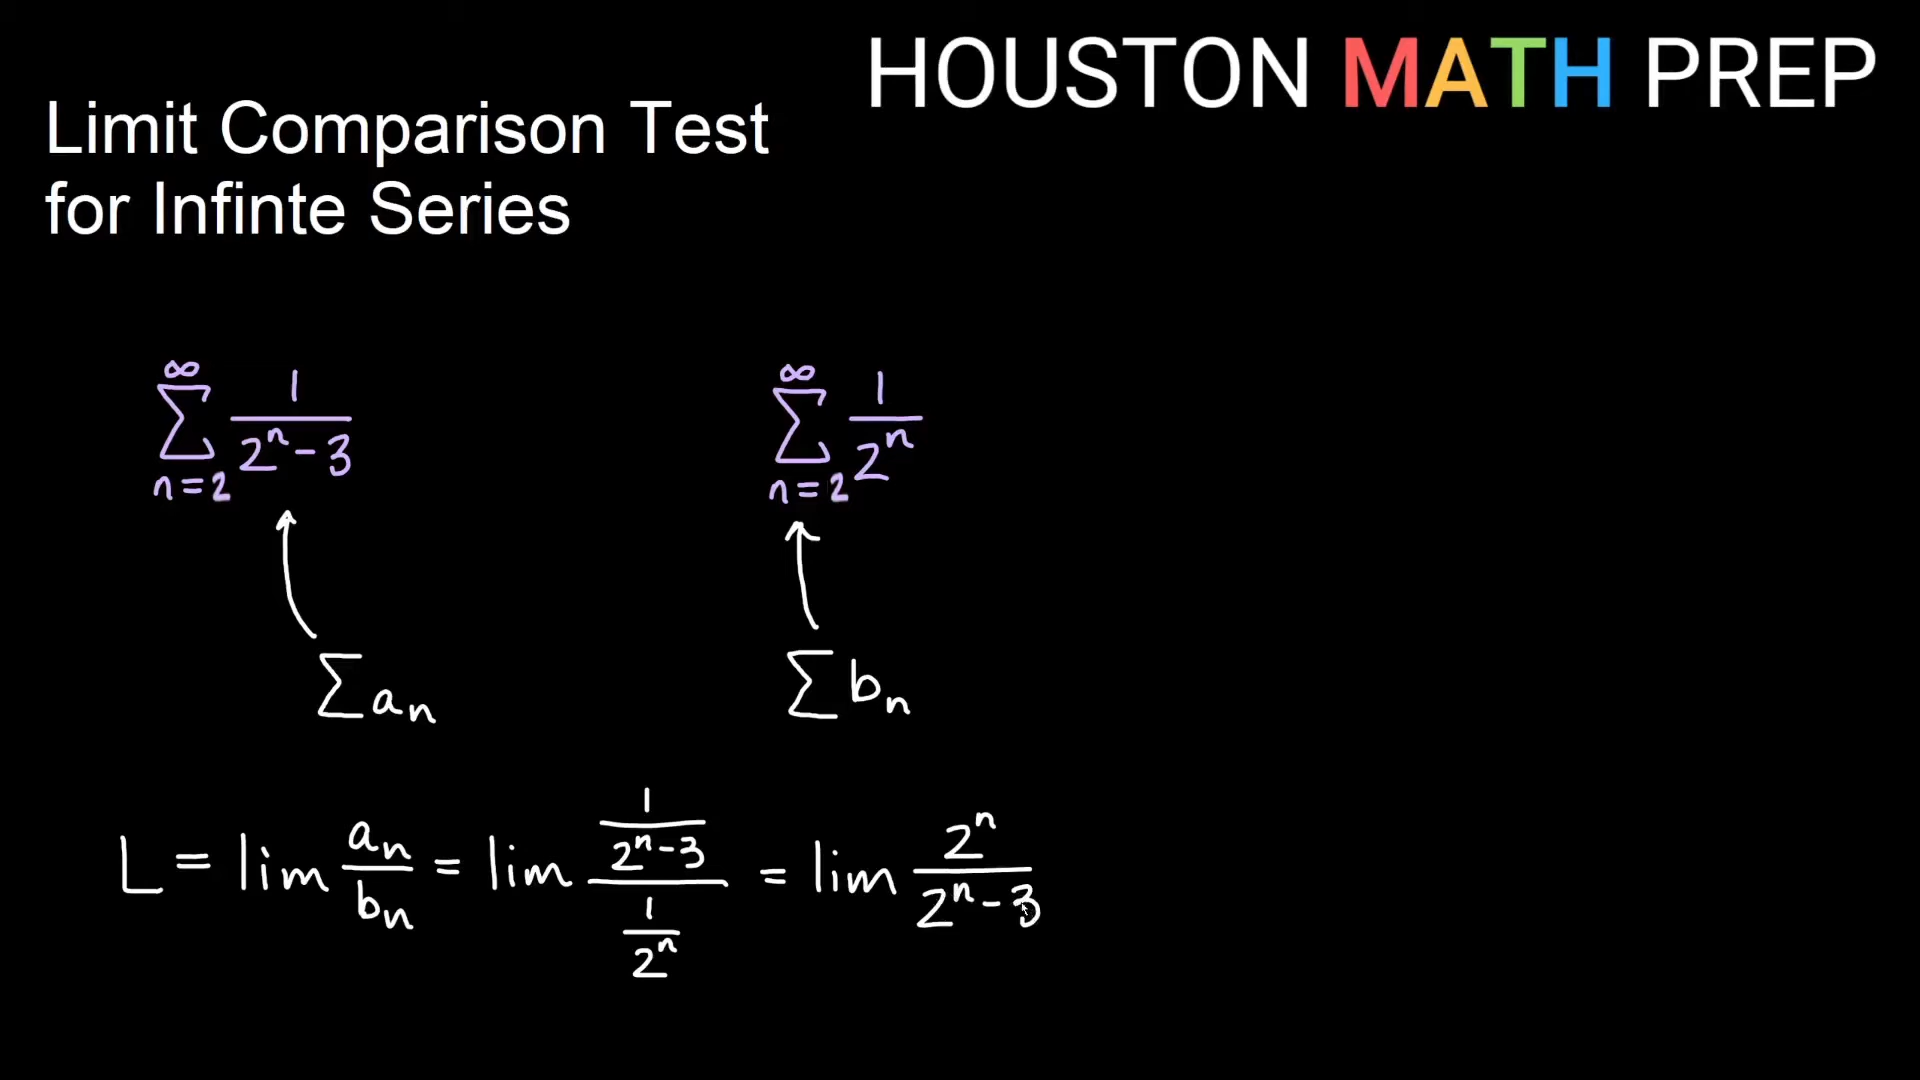 HOUSTON MATH PREP
Limit Comparison Test
for Infinte Series
∞ ∑ n=2 1/(2ⁿ-3)
∞ ∑ n=2 1/2ⁿ
∑aₙ
∑bₙ
L = lim aₙ/bₙ = lim (1/(2ⁿ-3))/(1/2ⁿ) = lim 2ⁿ/(2ⁿ-3)